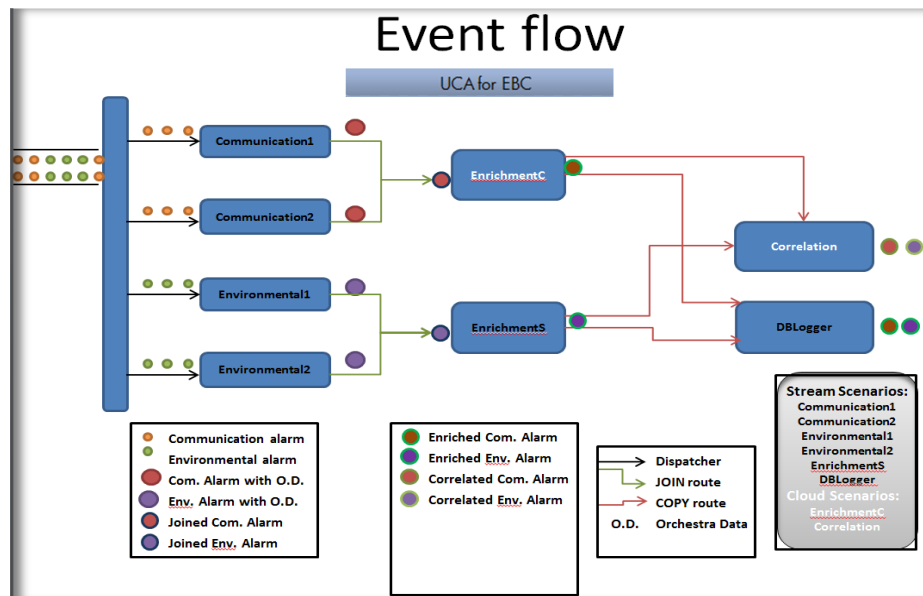 Event flow
UCA for EBC
Communication1
EnrichmentC
Communication2
Correlation
Environmental1
EnrichmentS
DBLogger
Environmental2
Communication alarm
Environmental alarm
Com. Alarm with O.D.
Env. Alarm with O.D.
Joined Com. Alarm
Joined Env. Alarm
Enriched Com. Alarm
Enriched Env. Alarm
Correlated Com. Alarm
Correlated Env. Alarm
Dispatcher
JOIN route
COPY route
O.D. Orchestra Data
Stream Scenarios:
Communication1
Communication2
Environmental1
Environmental2
EnrichmentS
DBLogger
Cloud Scenarios:
EnrichmentC
Correlation